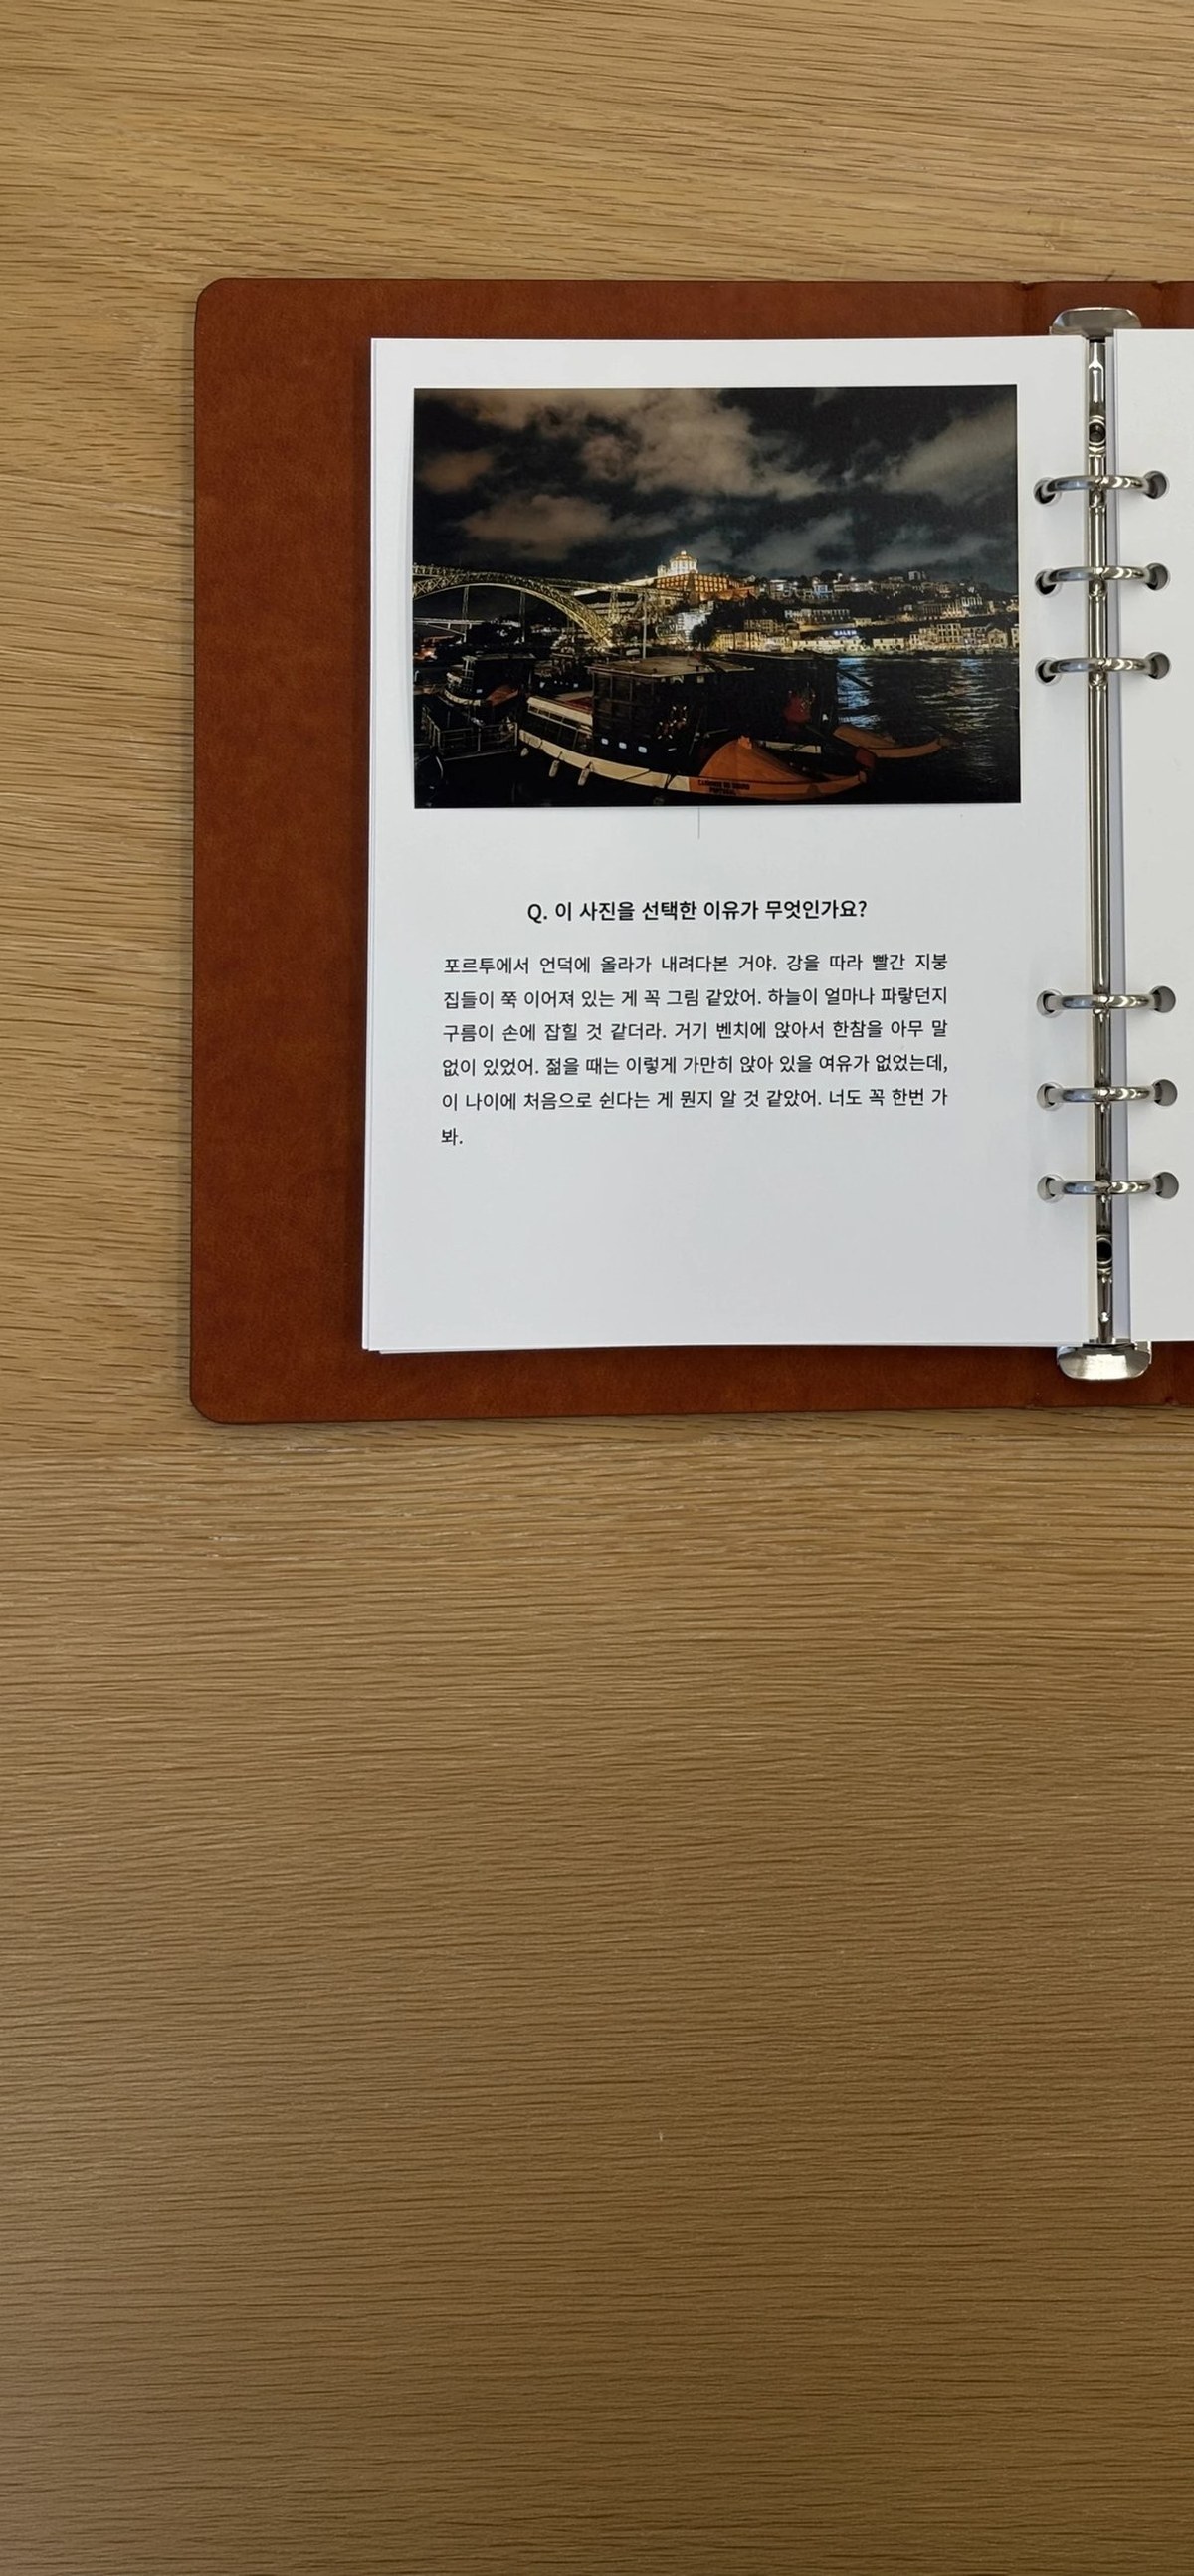 SALEM
Q. 이 사진을 선택한 이유가 무엇인가요?
포르투에서 언덕에 올라가 내려다본 거야. 강을 따라 빨간 지붕
집들이 쭉 이어져 있는 게 꼭 그림 같았어. 하늘이 얼마나 파랗던지
구름이 손에 잡힐 것 같더라. 거기 벤치에 앉아서 한참을 아무 말
없이 있었어. 젊을 때는 이렇게 가만히 앉아 있을 여유가 없었는데,
이 나이에 처음으로 쉰다는 게 뭔지 알 것 같았어. 너도 꼭 한번 가
봐.